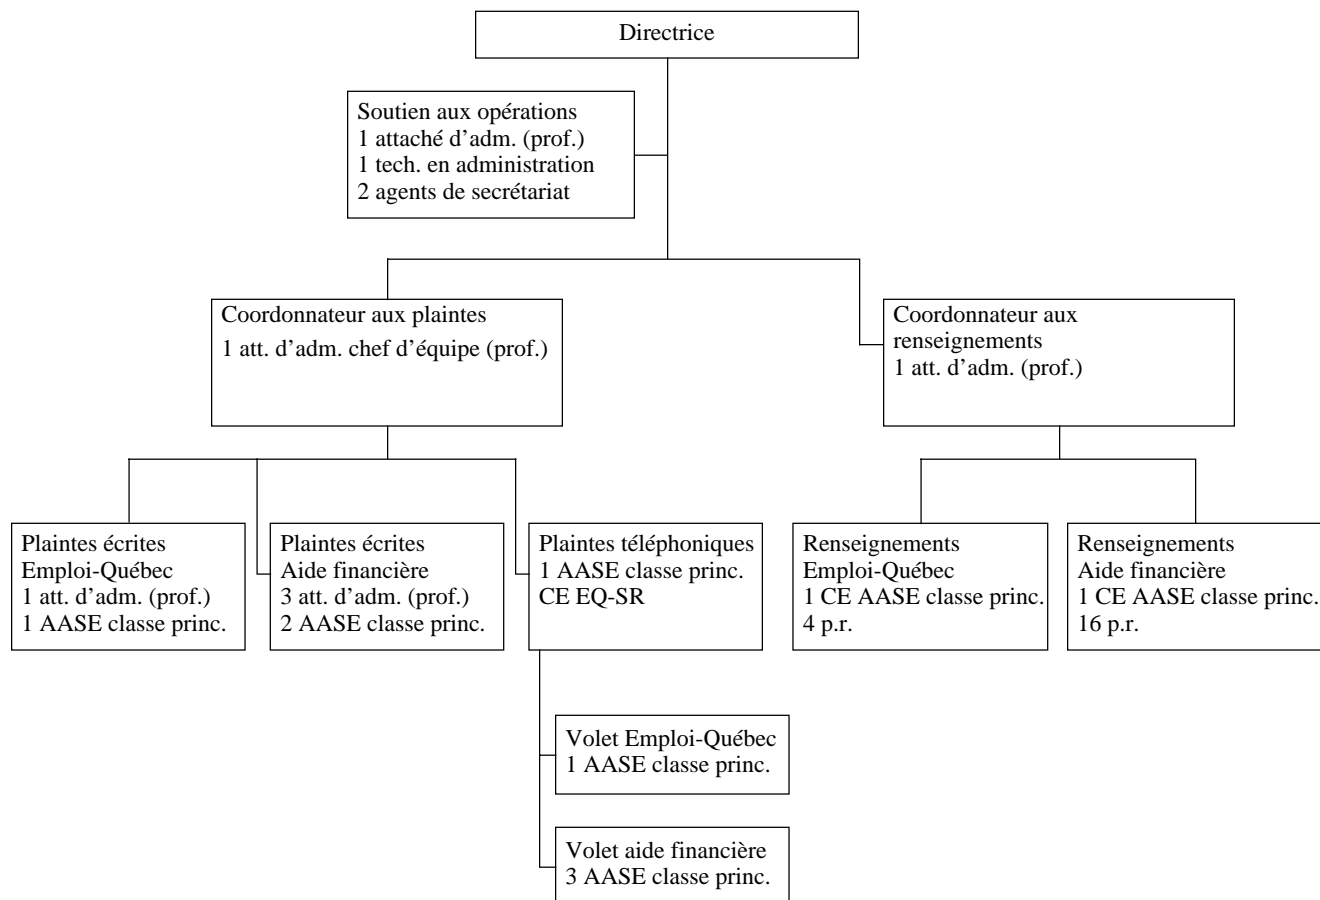 Directrice
Soutien aux opérations
1 attaché d’adm. (prof.)
1 tech. en administration
2 agents de secrétariat
Coordonnateur aux plaintes
1 att. d’adm. chef d’équipe (prof.)
Coordonnateur aux
renseignements
1 att. d’adm. (prof.)
Plaintes écrites
Emploi-Québec
1 att. d’adm. (prof.)
1 AASE classe princ.
Plaintes écrites
Aide financière
3 att. d’adm. (prof.)
2 AASE classe princ.
Plaintes téléphoniques
1 AASE classe princ.
CE EQ-SR
Renseignements
Emploi-Québec
1 CE AASE classe princ.
4 p.r.
Renseignements
Aide financière
1 CE AASE classe princ.
16 p.r.
Volet Emploi-Québec
1 AASE classe princ.
Volet aide financière
3 AASE classe princ.